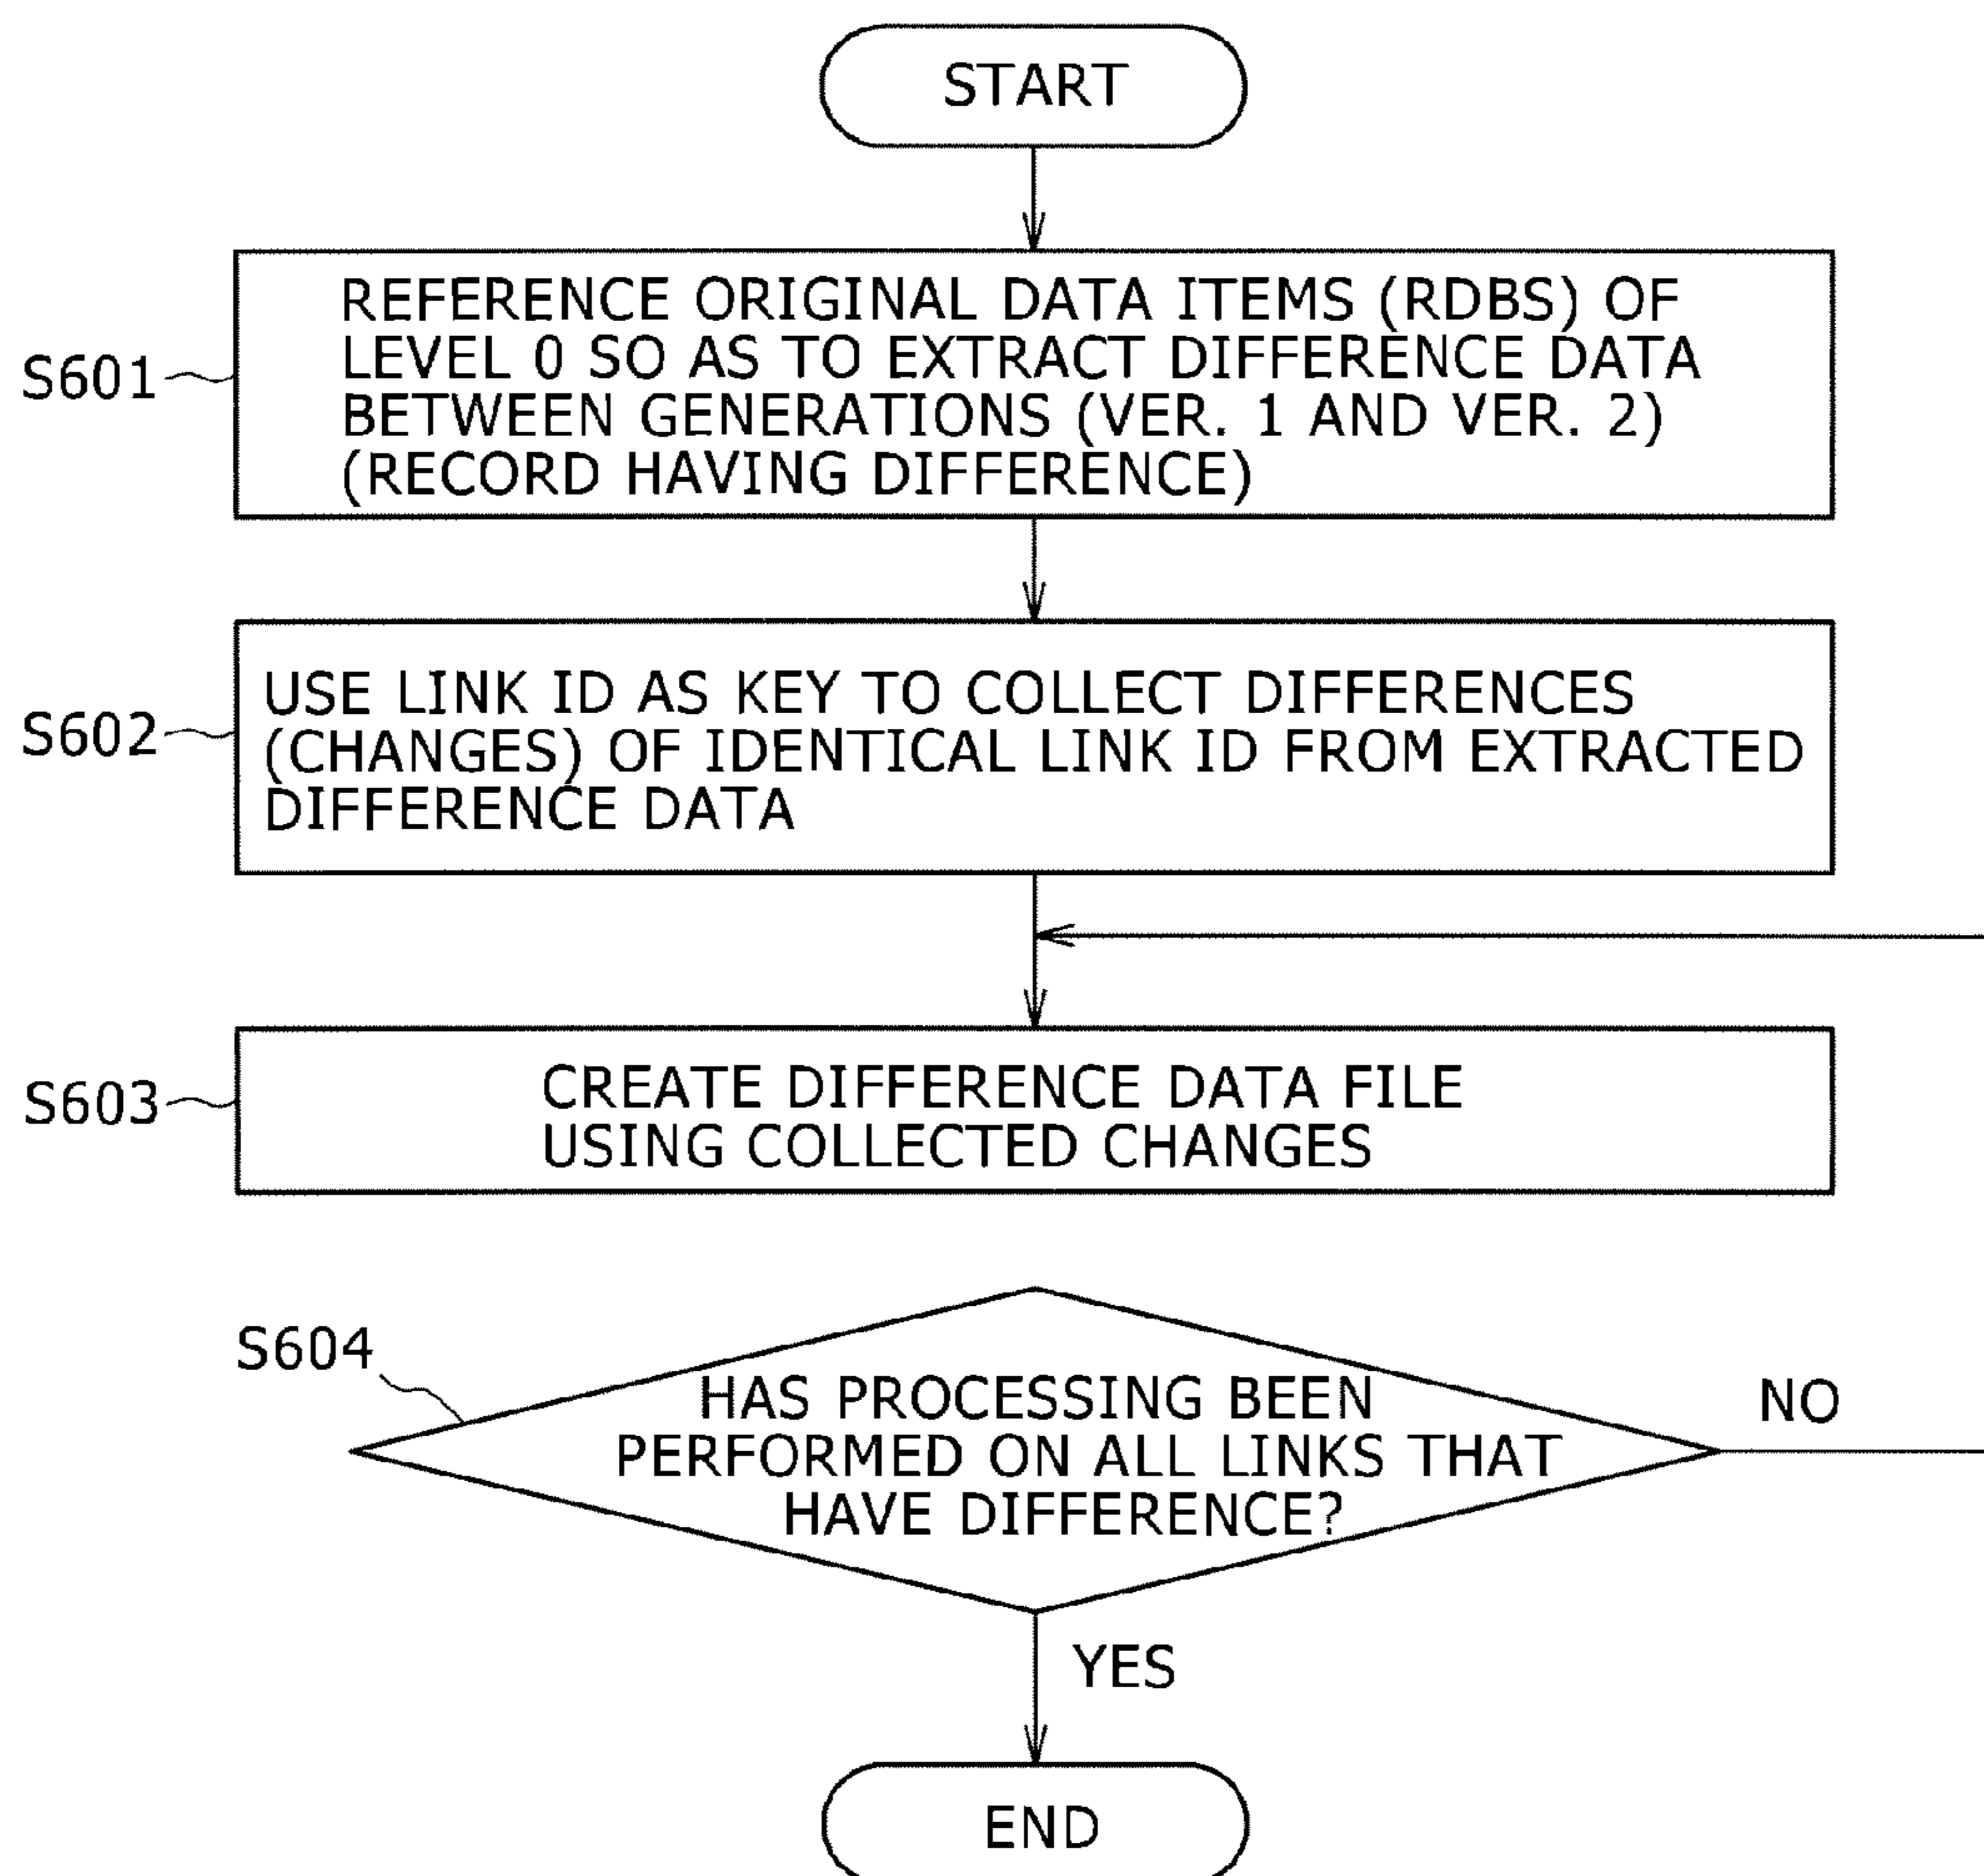 START
REFERENCE ORIGINAL DATA ITEMS (RDBS) OF
LEVEL 0 SO AS TO EXTRACT DIFFERENCE DATA
BETWEEN GENERATIONS (VER. 1 AND VER. 2)
(RECORD HAVING DIFFERENCE)
S601
USE LINK ID AS KEY TO COLLECT DIFFERENCES
(CHANGES) OF IDENTICAL LINK ID FROM EXTRACTED
DIFFERENCE DATA
S602
CREATE DIFFERENCE DATA FILE
USING COLLECTED CHANGES
S603
S604
HAS PROCESSING BEEN
PERFORMED ON ALL LINKS THAT
HAVE DIFFERENCE?
NO
YES
END